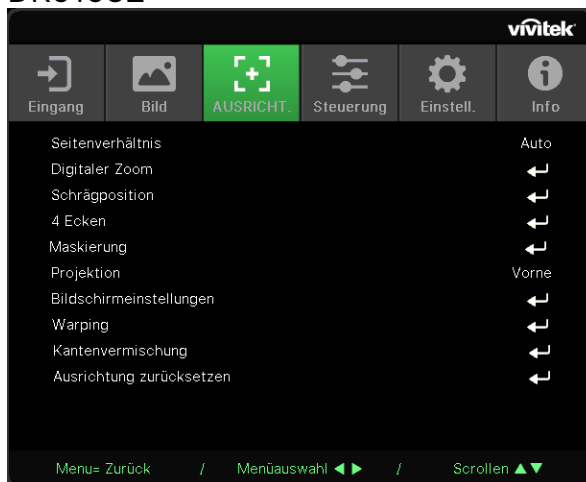 vivitek
Eingang Bild AUSRICHT. Steuerung Einstell. Info
Seitenverhältnis Auto
Digitaler Zoom
Schrägposition
4 Ecken
Maskierung
Projektion Vorne
Bildschirmeinstellungen
Warping
Kantenvermischung
Ausrichtung zurücksetzen
Menu= Zurück / Menüauswahl ◀ ▶ / Scrollen ▲▼